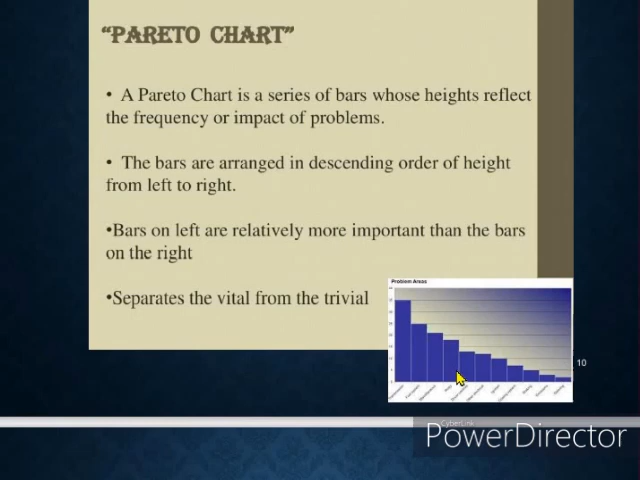 “PARETO CHART”
• A Pareto Chart is a series of bars whose heights reflect
the frequency or impact of problems.
• The bars are arranged in descending order of height
from left to right.
•Bars on left are relatively more important than the bars
on the right
•Separates the vital from the trivial
Problem Areas
10
CyberLink
PowerDirector